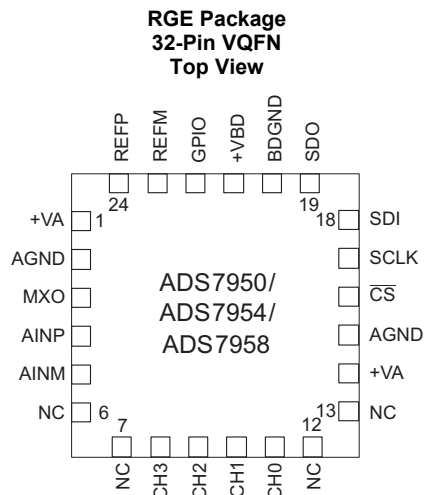 RGE Package
32-Pin VQFN
Top View
REFP
REFM
GPIO
+VBD
BDGND
SDO
24
19
+VA
1
18
SDI
AGND
SCLK
MXO
CS
AINP
AGND
AINM
+VA
NC
6
13
NC
ADS7950/
ADS7954/
ADS7958
7
12
NC
CH3
CH2
CH1
CH0
NC